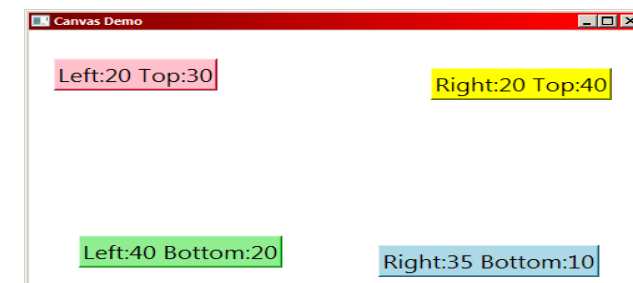 Canvas Demo
Left:20 Top:30
Right:20 Top:40
Left:40 Bottom:20
Right:35 Bottom:10